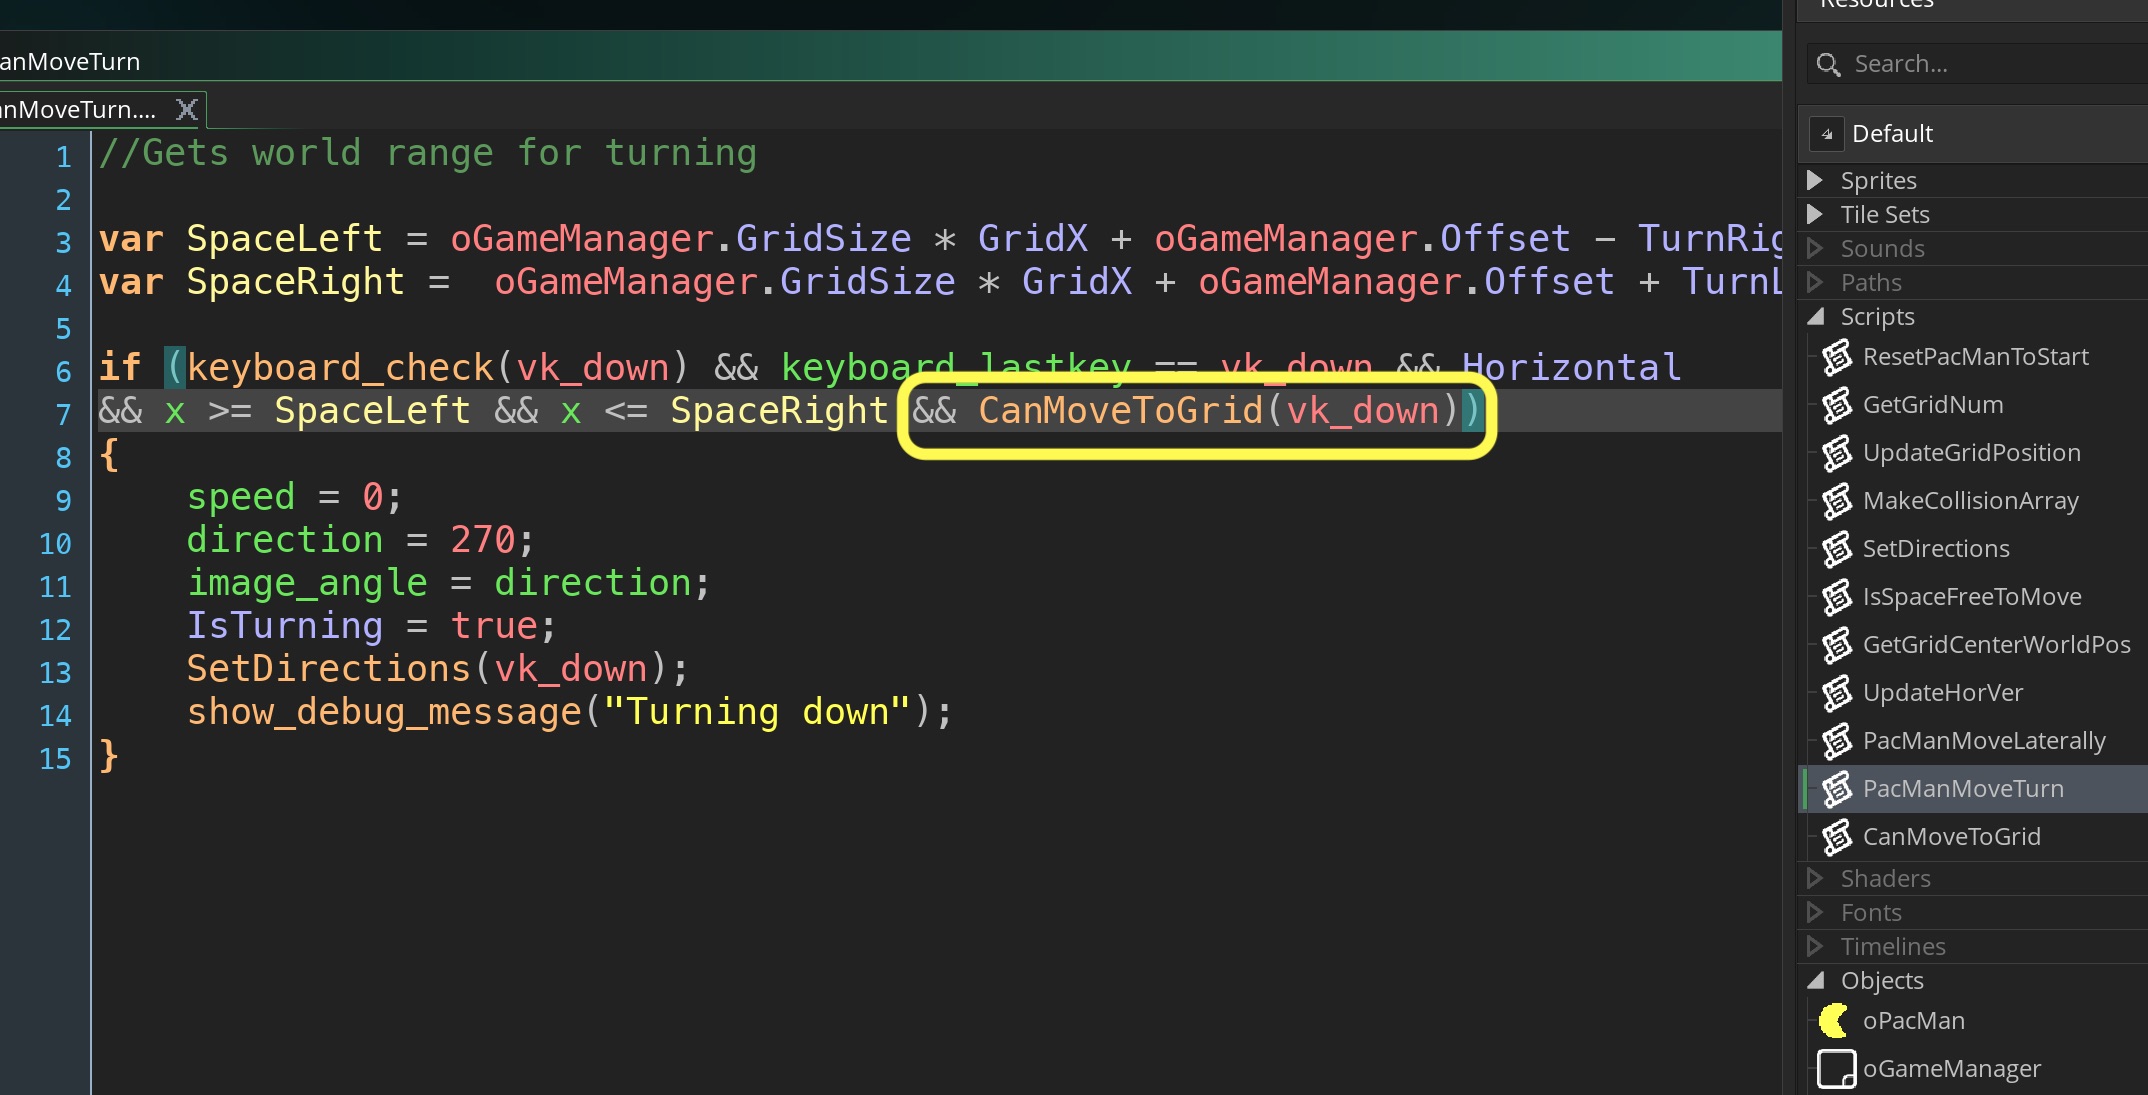 anMoveTurn
anMoveTurn....
1 //Gets world range for turning
2
3 var SpaceLeft = oGameManager.GridSize * GridX + oGameManager.Offset - TurnRig
4 var SpaceRight =  oGameManager.GridSize * GridX + oGameManager.Offset + TurnL
5
6 if (keyboard_check(vk_down) && keyboard_lastkey == vk_down && Horizontal
7 && x >= SpaceLeft && x <= SpaceRight && CanMoveToGrid(vk_down))
8 {
9 speed = 0;
10 direction = 270;
11 image_angle = direction;
12 IsTurning = true;
13 SetDirections(vk_down);
14 show_debug_message("Turning down");
15 }
Resources
Search...
Default
Sprites
Tile Sets
Sounds
Paths
Scripts
ResetPacManToStart
GetGridNum
UpdateGridPosition
MakeCollisionArray
SetDirections
IsSpaceFreeToMove
GetGridCenterWorldPos
UpdateHorVer
PacManMoveLaterally
PacManMoveTurn
CanMoveToGrid
Shaders
Fonts
Timelines
Objects
oPacMan
oGameManager